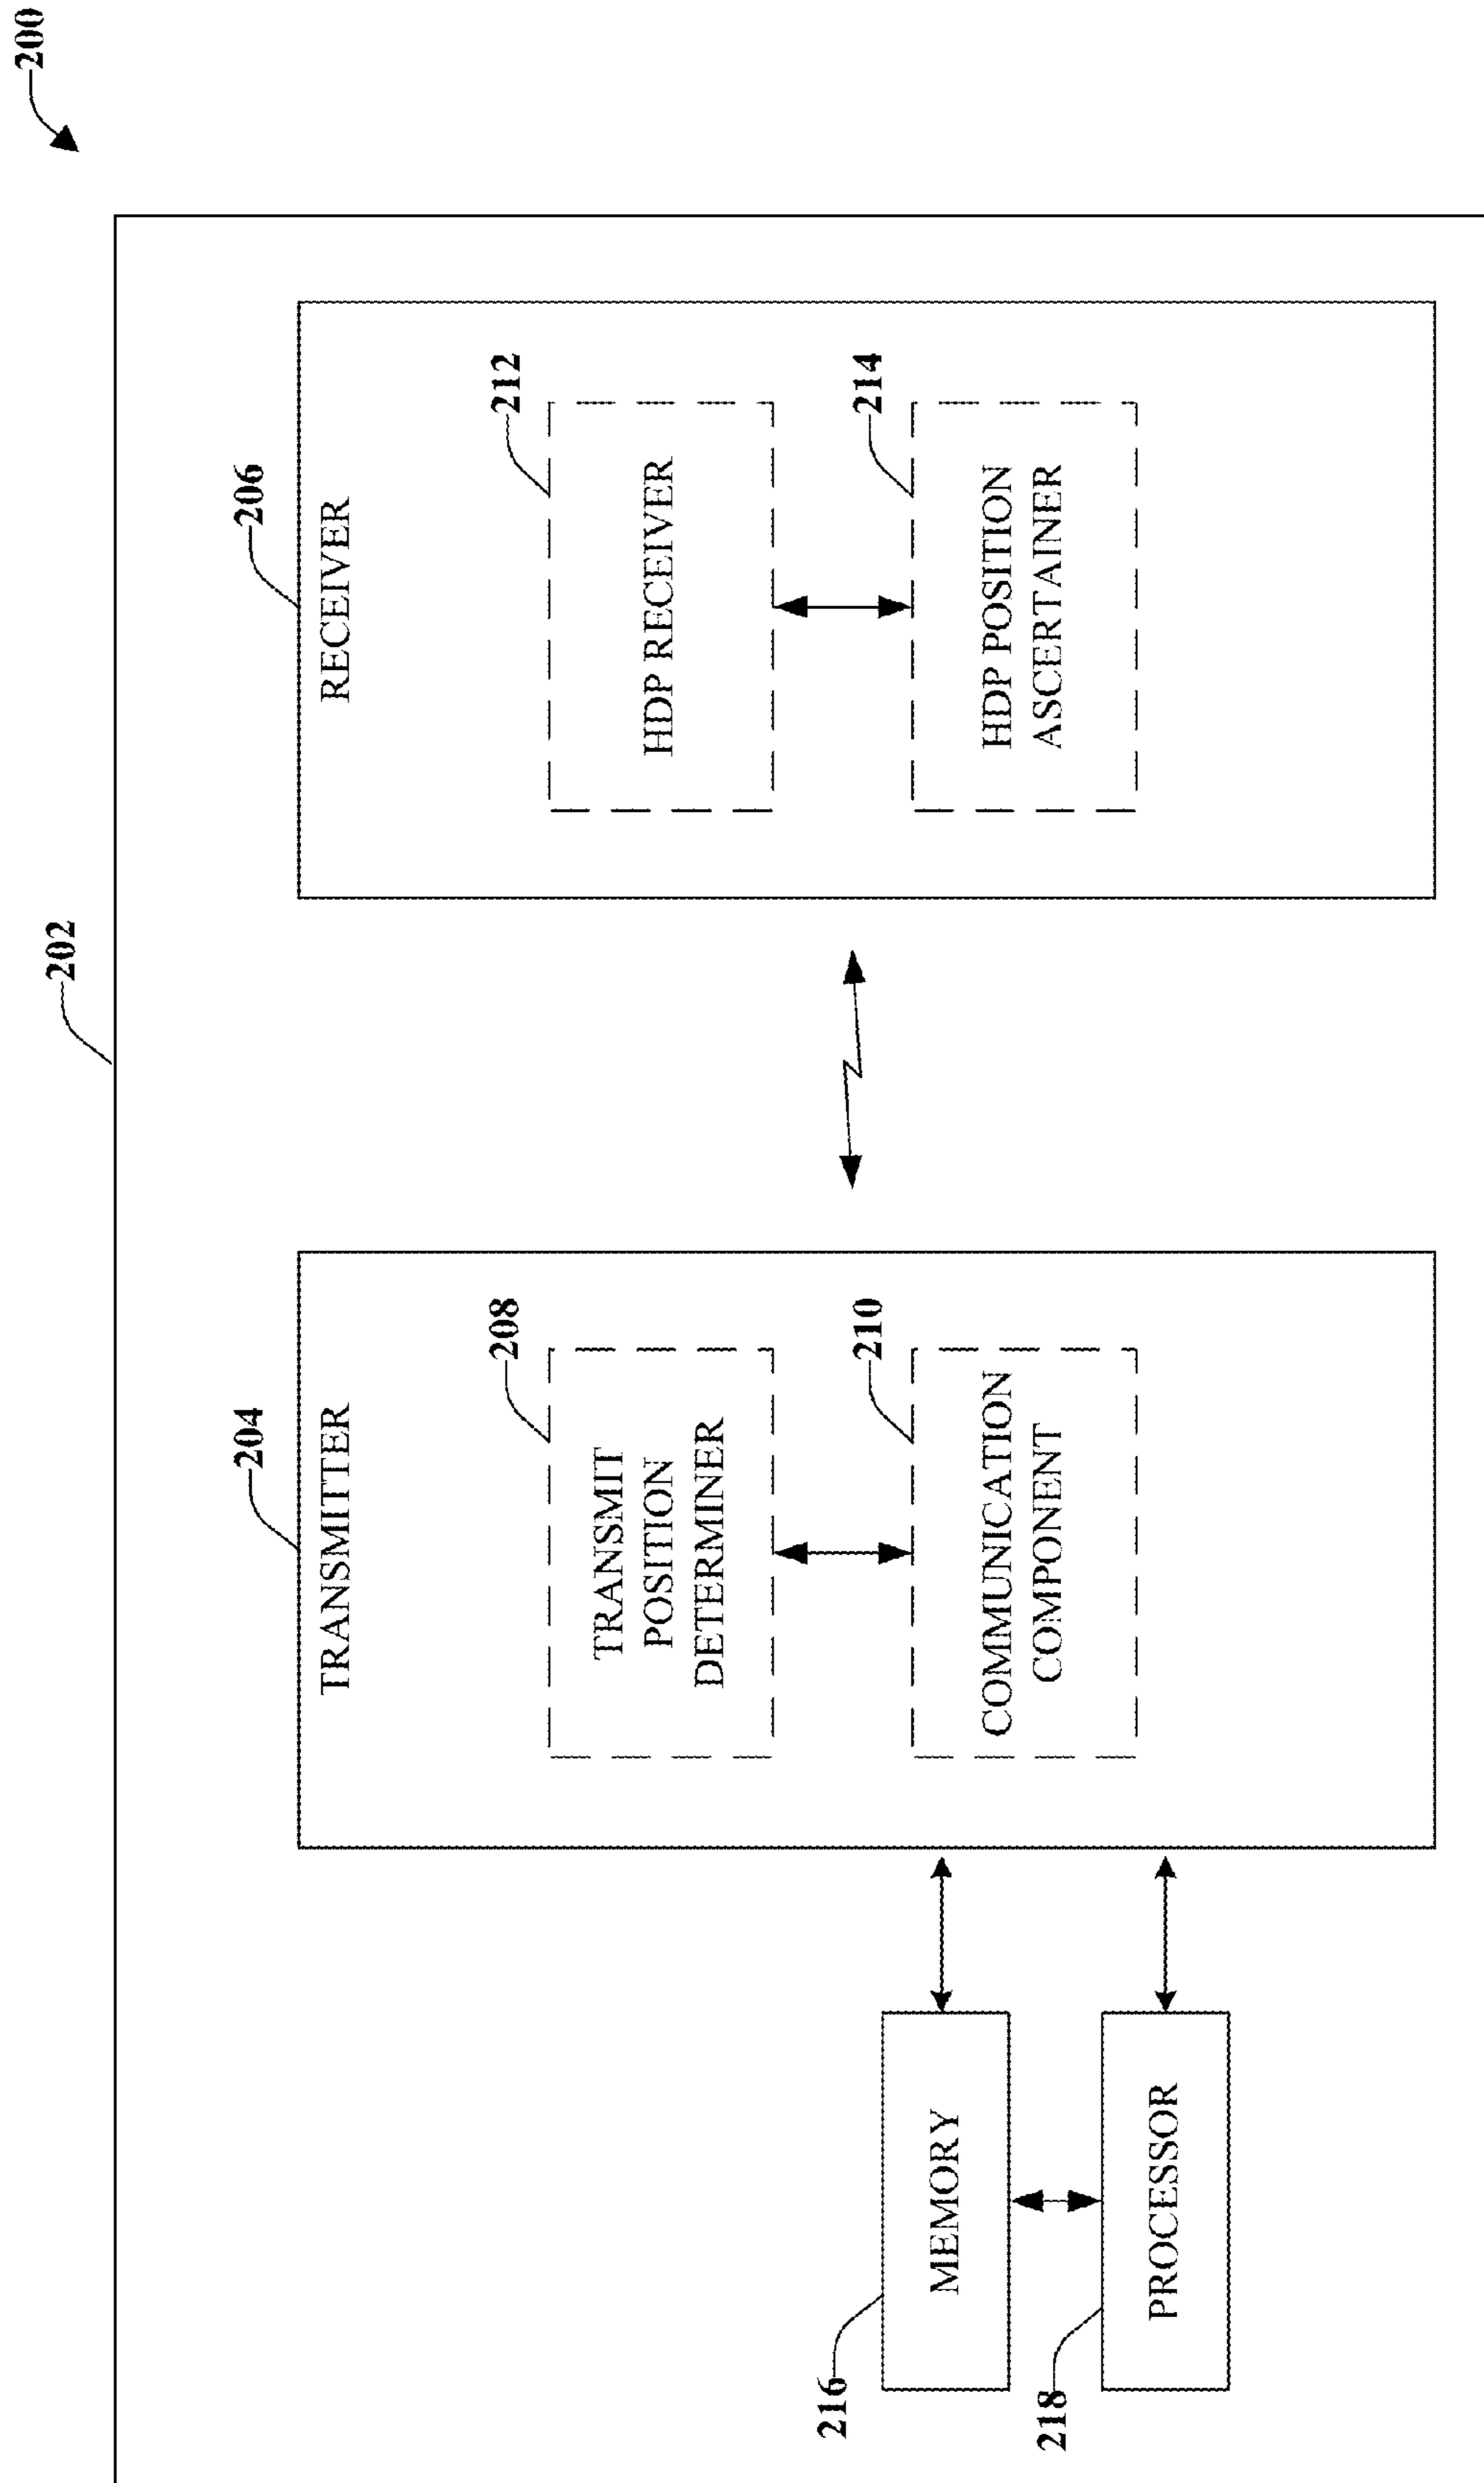 200
202
204
TRANSMITTER
206
RECEIVER
208
TRANSMIT
POSITION
DETERMINER
212
HDP RECEIVER
216
MEMORY
210
COMMUNICATION
COMPONENT
214
HDP POSITION
ASCERTAINER
218
PROCESSOR